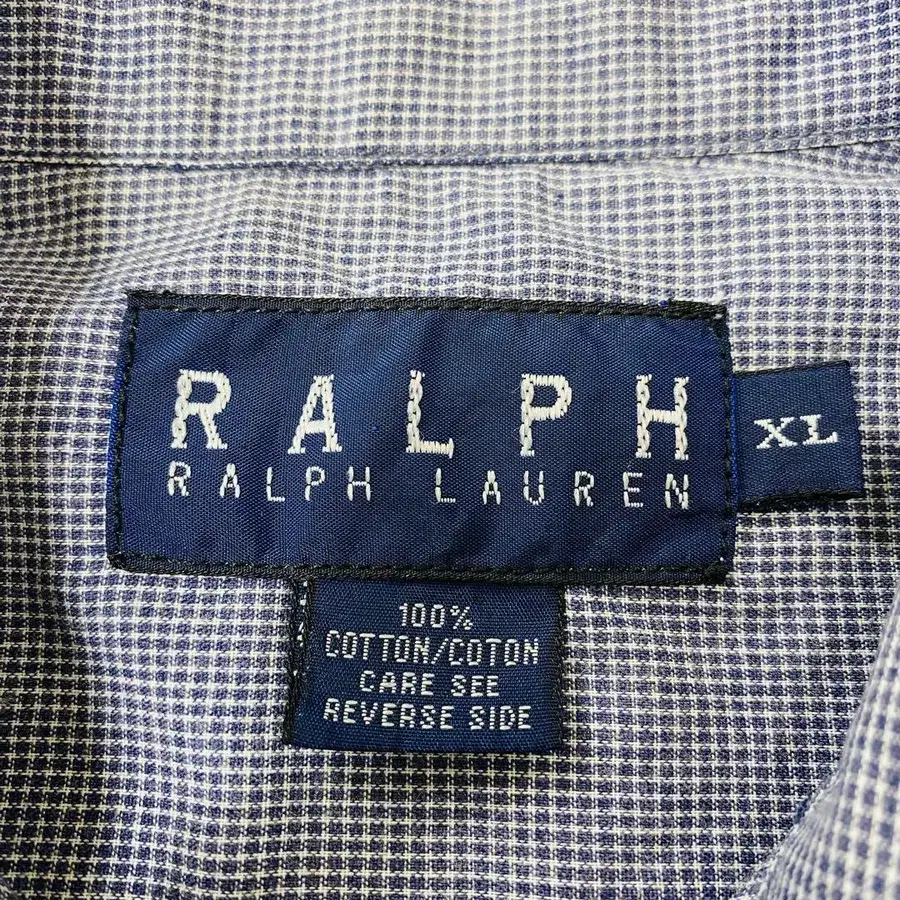 RALPH
RALPH LAUREN
XL
100%
COTTON/COTON
CARE SEE
REVERSE SIDE